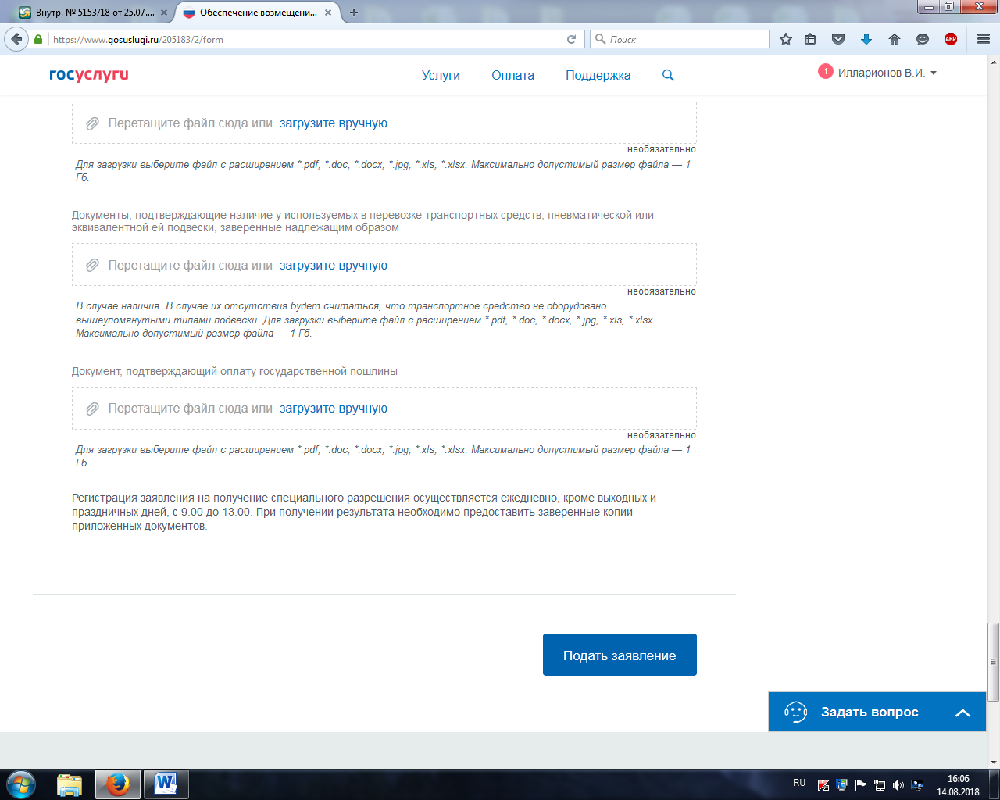 Внутр. № 5153/18 от 25.07....
Обеспечение возмещени...
https://www.gosuslugi.ru/205183/2/form
Поиск
ABP
госуслуги
Услуги
Оплата
Поддержка
1 Илларионов В.И.
Перетащите файл сюда или загрузите вручную
необязательно
Для загрузки выберите файл с расширением *.pdf, *.doc, *.docx, *.jpg, *.xls, *.xlsx. Максимально допустимый размер файла — 1
Гб.
Документы, подтверждающие наличие у используемых в перевозке транспортных средств, пневматической или
эквивалентной ей подвески, заверенные надлежащим образом
Перетащите файл сюда или загрузите вручную
необязательно
В случае наличия. В случае их отсутствия будет считаться, что транспортное средство не оборудовано
вышеупомянутыми типами подвески. Для загрузки выберите файл с расширением *.pdf, *.doc, *.docx, *.jpg, *.xls, *.xlsx.
Максимально допустимый размер файла — 1 Гб.
Документ, подтверждающий оплату государственной пошлины
Перетащите файл сюда или загрузите вручную
необязательно
Для загрузки выберите файл с расширением *.pdf, *.doc, *.docx, *.jpg, *.xls, *.xlsx. Максимально допустимый размер файла — 1
Гб.
Регистрация заявления на получение специального разрешения осуществляется ежедневно, кроме выходных и
праздничных дней, с 9.00 до 13.00. При получении результата необходимо предоставить заверенные копии
приложенных документов.
Подать заявление
Задать вопрос
RU
16:06
14.08.2018